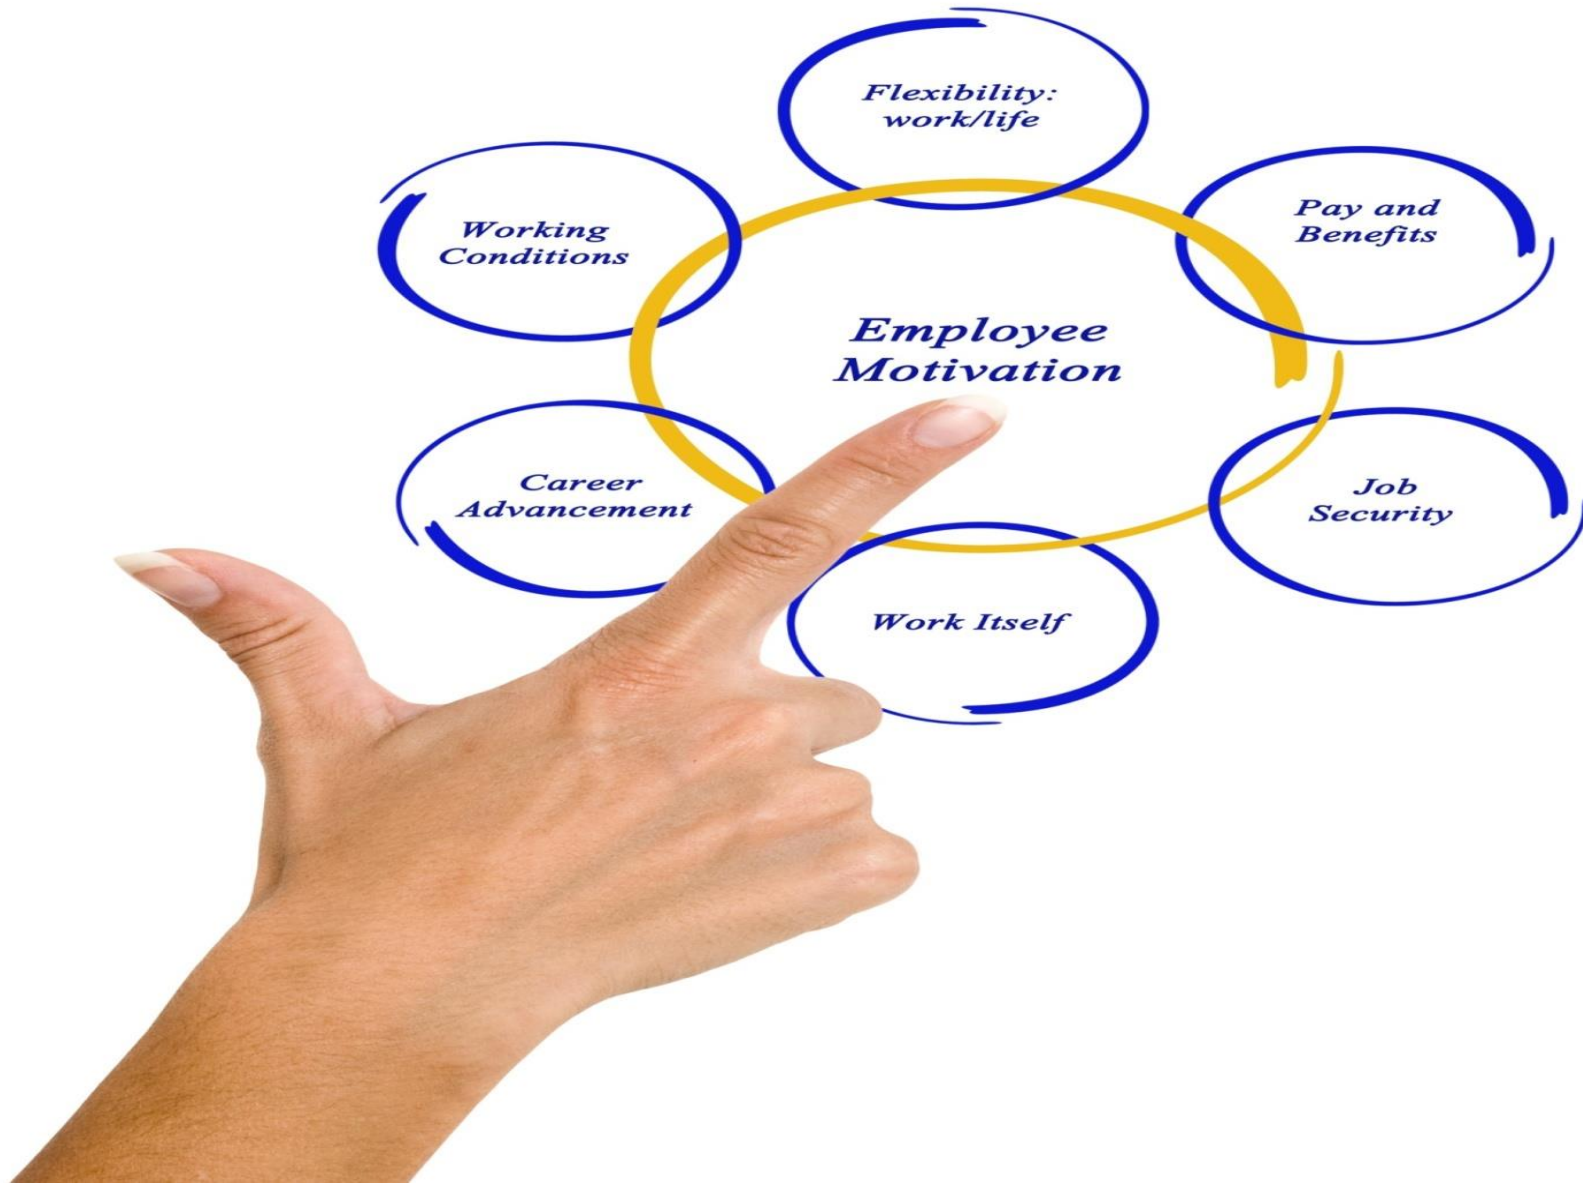 Flexibility:
work/life
Working
Conditions
Pay and
Benefits
Employee
Motivation
Career
Advancement
Job
Security
Work Itself